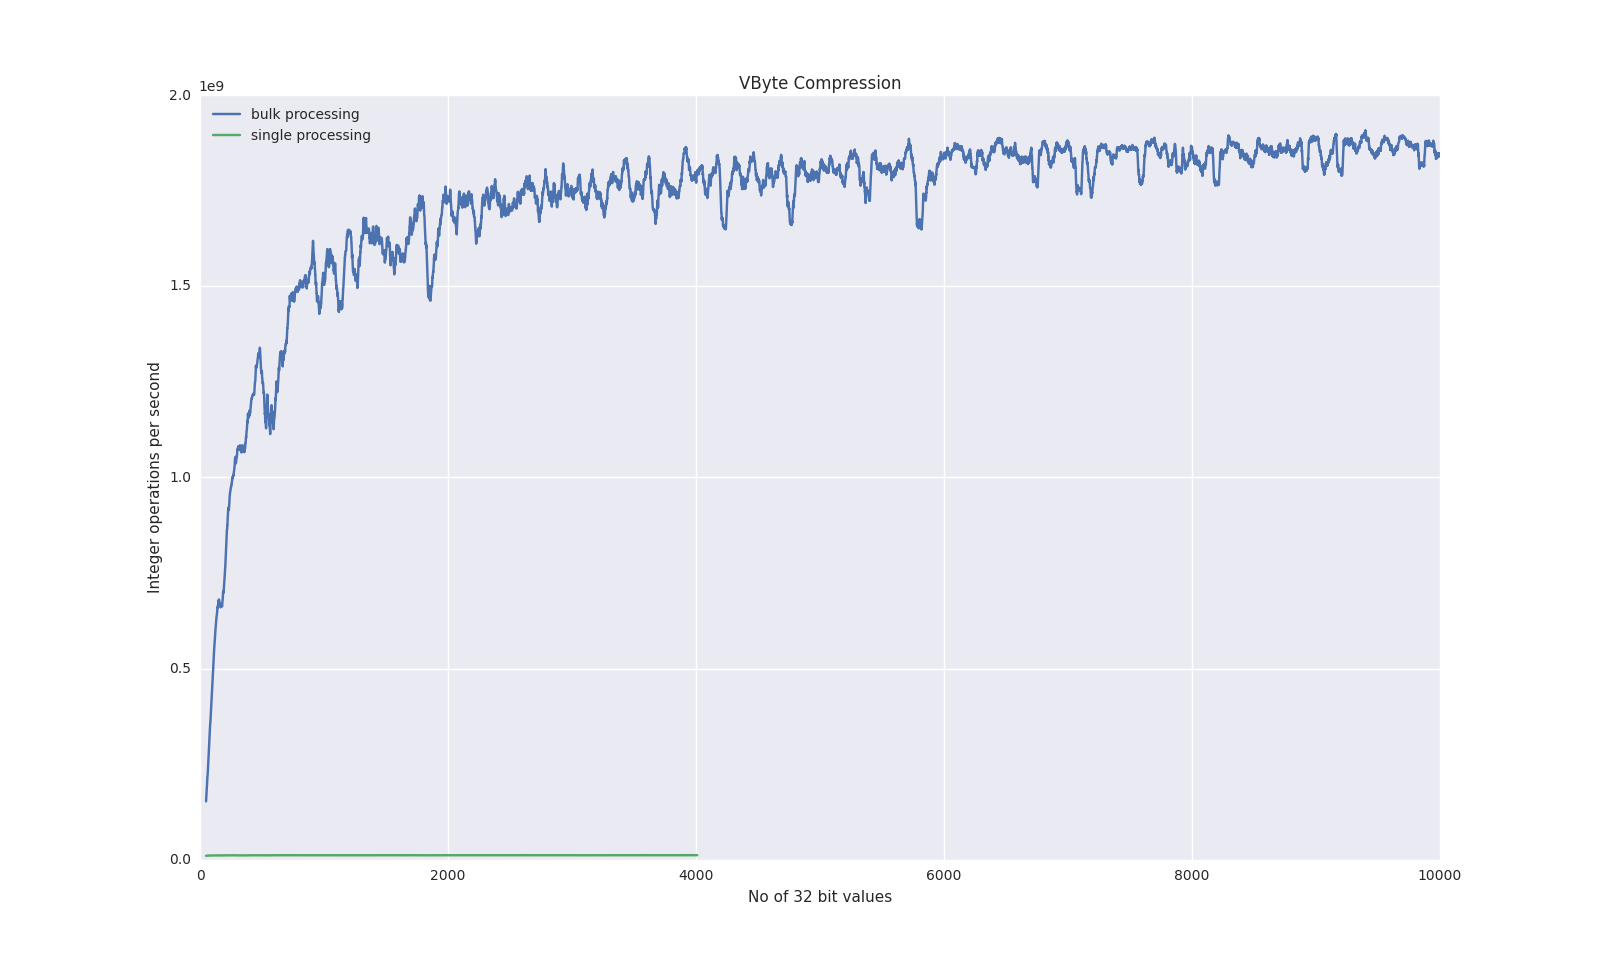 VByte Compression
1e9
bulk processing
single processing
2.0
1.5
1.0
0.5
0.0
Integer operations per second
0 2000 4000 6000 8000 10000
No of 32 bit values